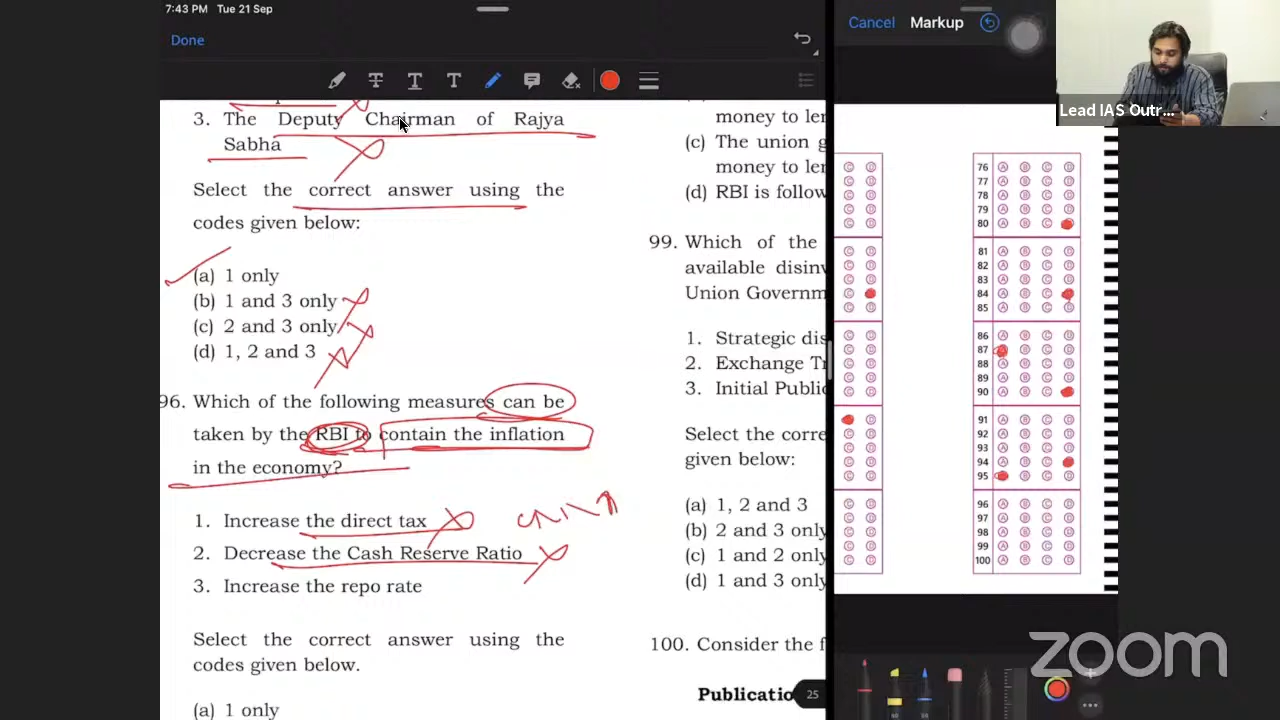 7:43 PM Tue 21 Sep
Done
Cancel
Markup
Lead IAS Outr...
3. The Deputy Chairman of Rajya
Sabha
Select the correct answer using the
codes given below:
(a) 1 only
(b) 1 and 3 only
(c) 2 and 3 only
(d) 1, 2 and 3
96. Which of the following measures can be
taken by the RBI to contain the inflation
in the economy?
1. Increase the direct tax
2. Decrease the Cash Reserve Ratio
3. Increase the repo rate
Select the correct answer using the
codes given below.
(a) 1 only
money to ler
(c) The union g
money to len
(d) RBI is follow
99. Which of the
available disinv
Union Governm
1. Strategic dis
2. Exchange Tr
3. Initial Public
Select the corre
given below:
(a) 1, 2 and 3
(b) 2 and 3 only
(c) 1 and 2 only
(d) 1 and 3 only
100. Consider the f
Publicatio
25
76
77
78
79
80
81
82
83
84
85
86
87
88
89
90
91
92
93
94
95
96
97
98
99
100
zoom